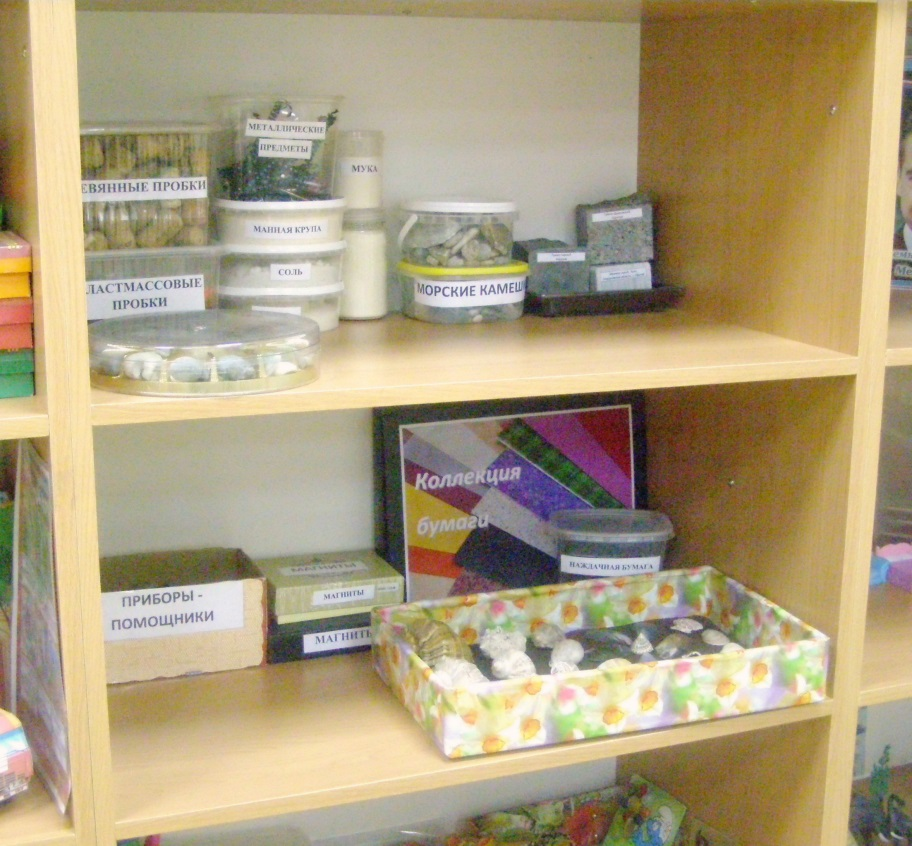 МЕТАЛЛИЧЕСКИЕ
ПРЕДМЕТЫ
МУКА
ЕВЯННЫЕ ПРОБКИ
МАННАЯ КРУПА
СОЛЬ
ЛАСТМАССОВЫЕ
ПРОБКИ
МОРСКИЕ КАМЕШ
Коллекция
бумаги
НАЖДАЧНАЯ БУМАГА
ПРИБОРЫ -
ПОМОЩНИКИ
МАГНИТЫ
МАГНИТЫ
МАГНИТЫ